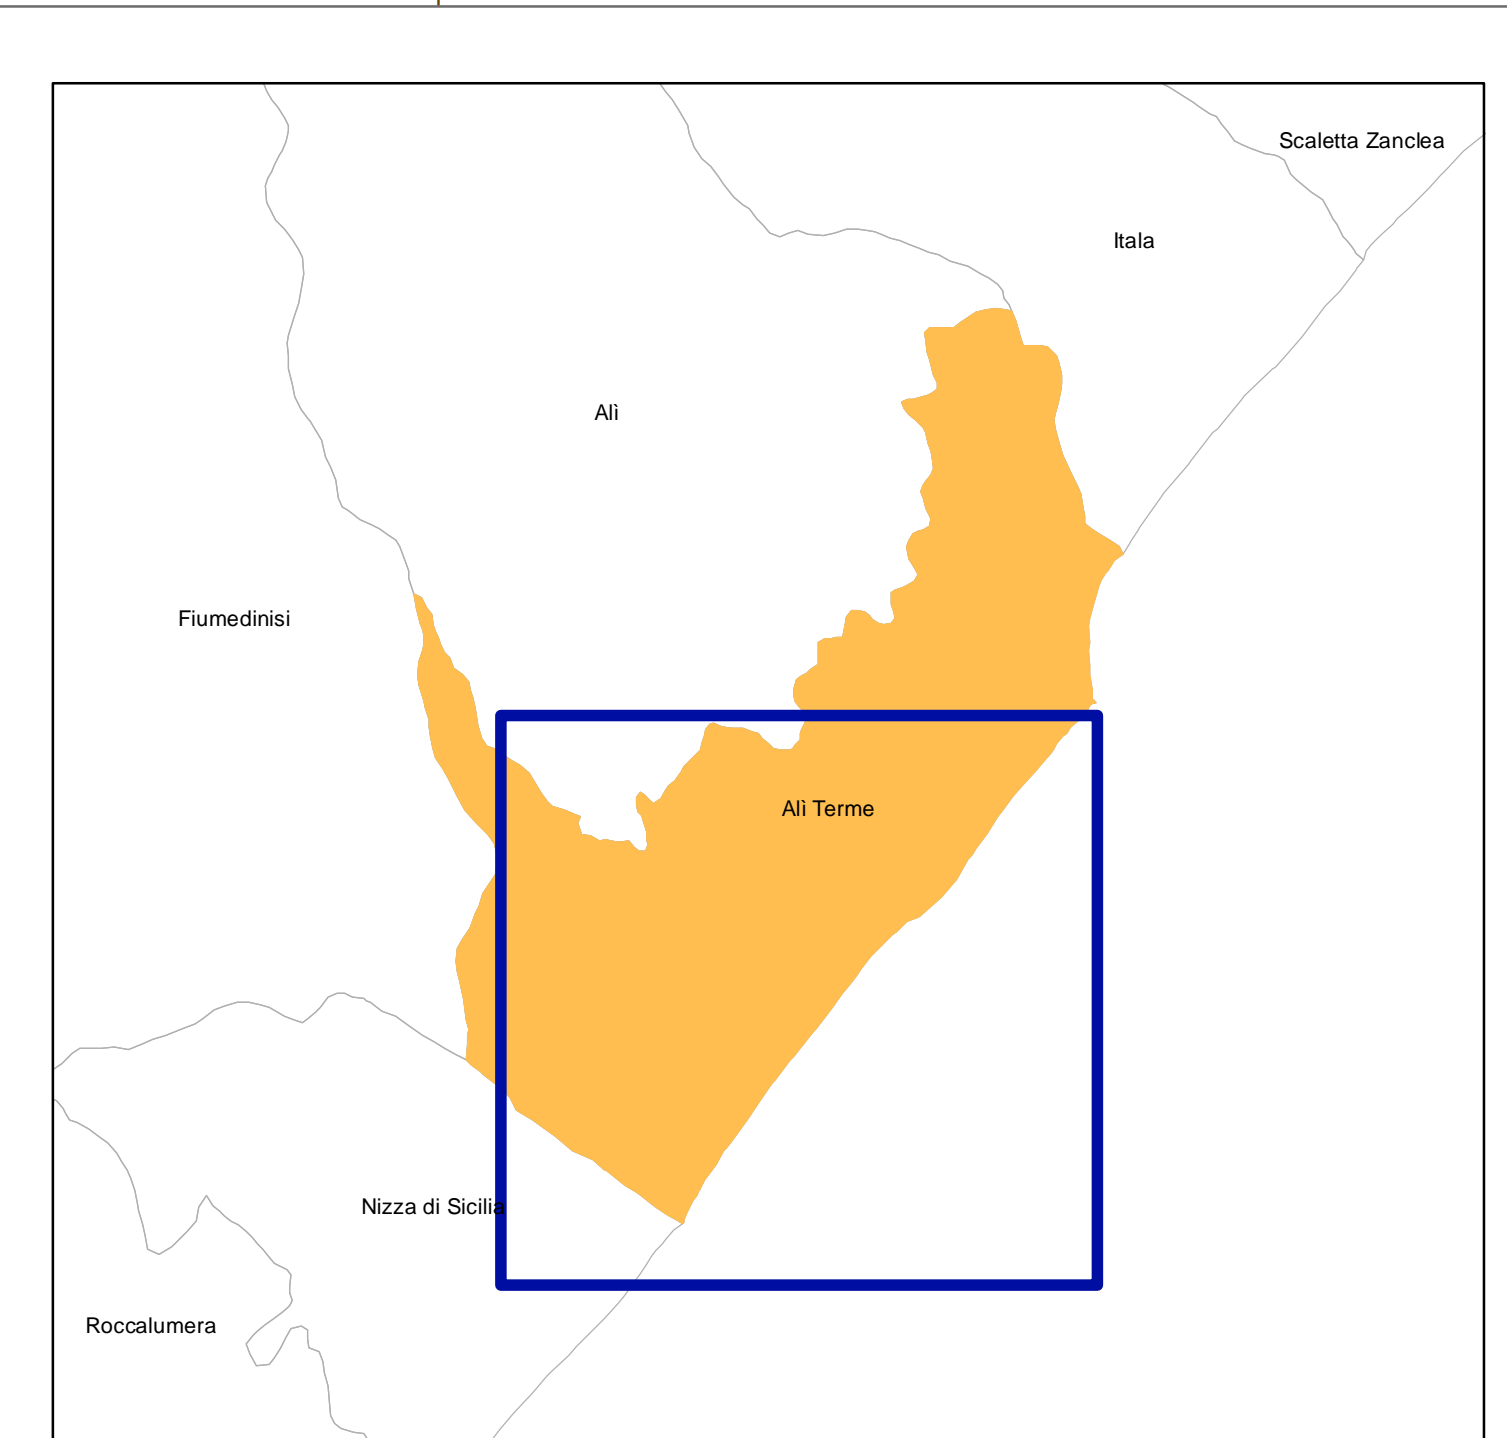 Scaletta Zanclea
Itala
Alì
Fiumedinisi
Alì Terme
Nizza di Sicilia
Roccalumera